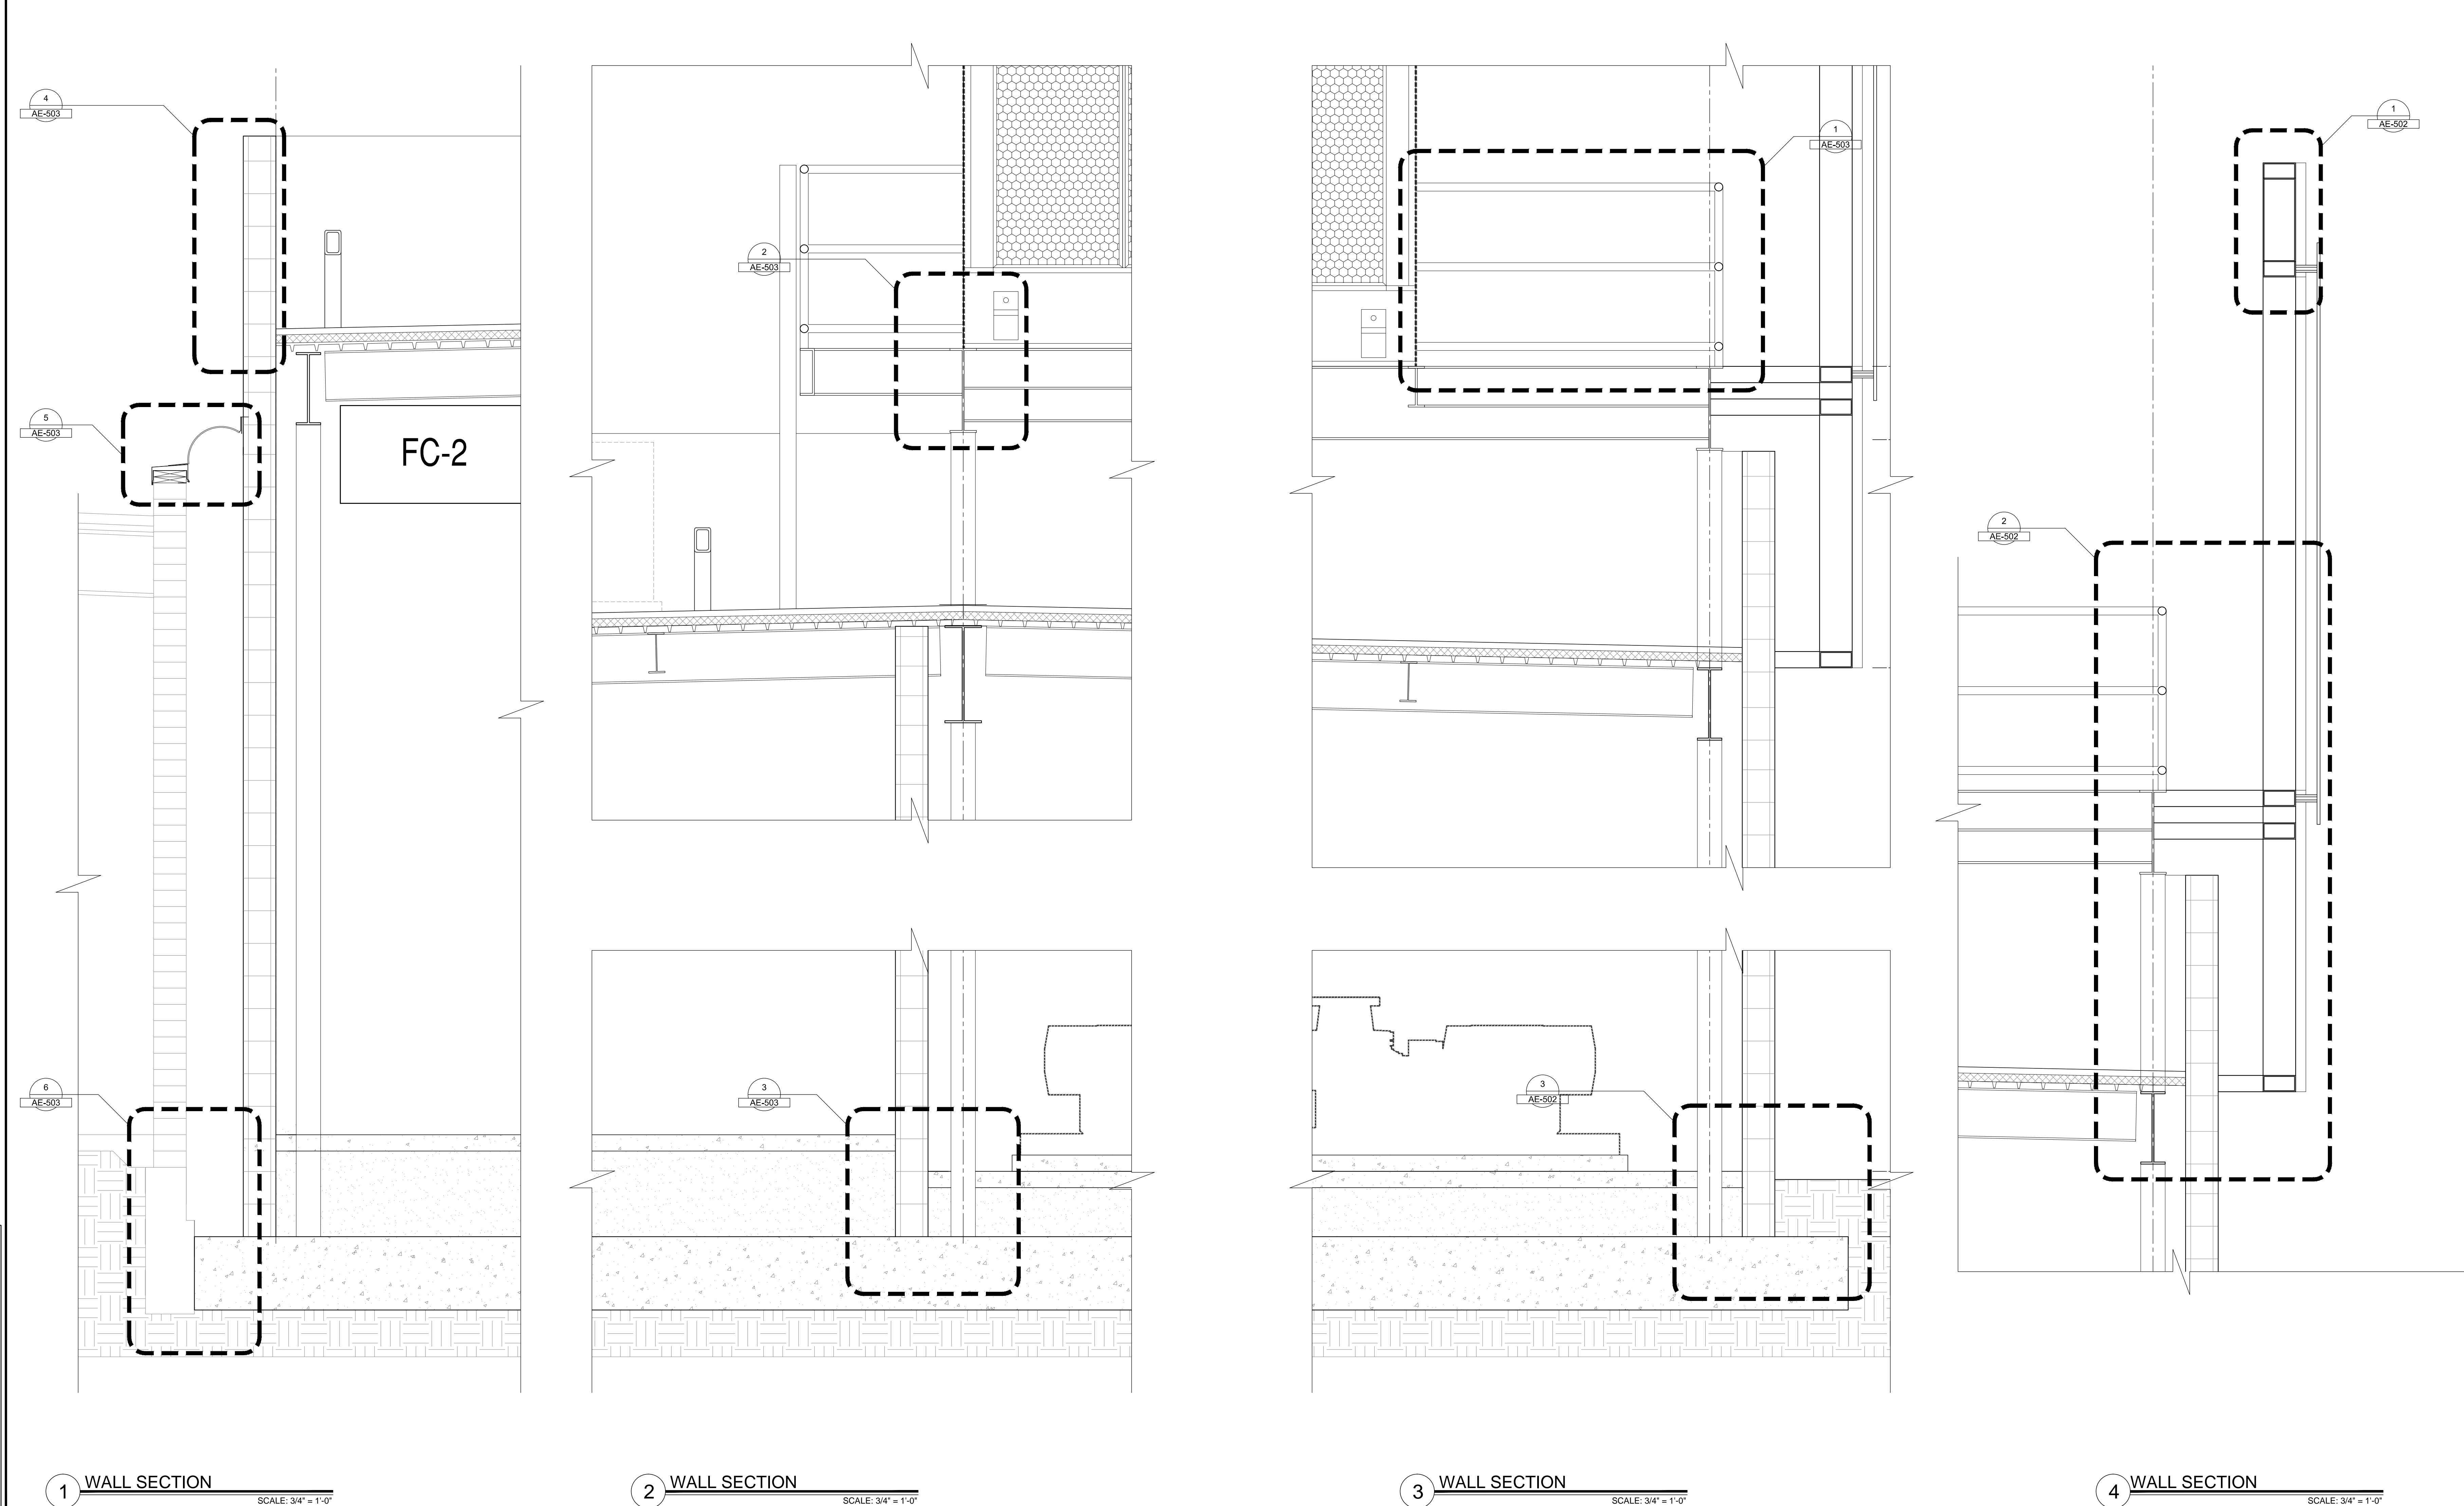 4
AE-503
5
AE-503
FC-2
6
AE-503
1
WALL SECTION
SCALE: 3/4" = 1'-0"
2
AE-503
3
AE-503
2
WALL SECTION
SCALE: 3/4" = 1'-0"
1
AE-503
3
AE-502
3
WALL SECTION
SCALE: 3/4" = 1'-0"
1
AE-502
2
AE-502
4
WALL SECTION
SCALE: 3/4" = 1'-0"